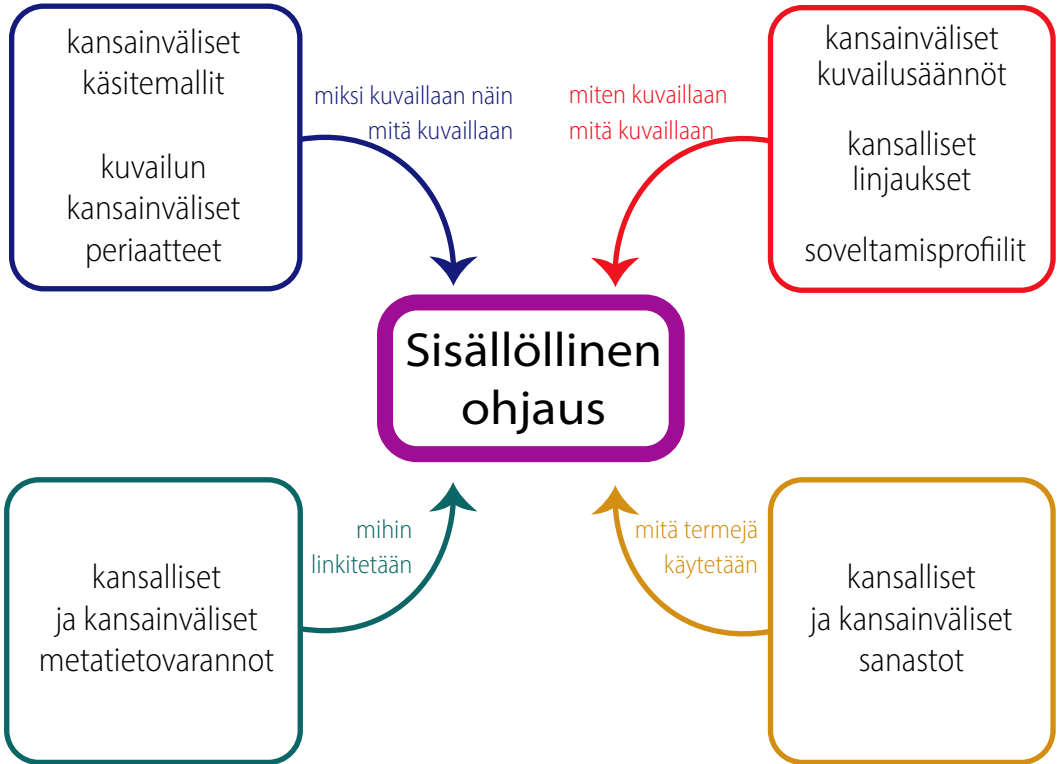 kansainväliset
käsitemallit
kuvailun
kansainväliset
periaatteet
miksi kuvaillaan näin
mitä kuvaillaan
miten kuvaillaan
mitä kuvaillaan
kansainväliset
kuvailusäännöt
kansalliset
linjaukset
soveltamisprofiilit
Sisällöllinen
ohjaus
kansalliset
ja kansainväliset
metatietovarannot
mihin
linkitetään
mitä termejä
käytetään
kansalliset
ja kansainväliset
sanastot